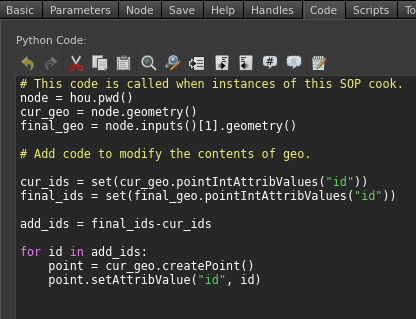 Basic Parameters Node Save Help Handles Code Scripts To
Python Code:
# This code is called when instances of this SOP cook.
node = hou.pwd()
cur_geo = node.geometry()
final_geo = node.inputs()[1].geometry()
# Add code to modify the contents of geo.
cur_ids = set(cur_geo.pointIntAttribValues("id"))
final_ids = set(final_geo.pointIntAttribValues("id"))
add_ids = final_ids-cur_ids
for id in add_ids:
    point = cur_geo.createPoint()
    point.setAttribValue("id", id)